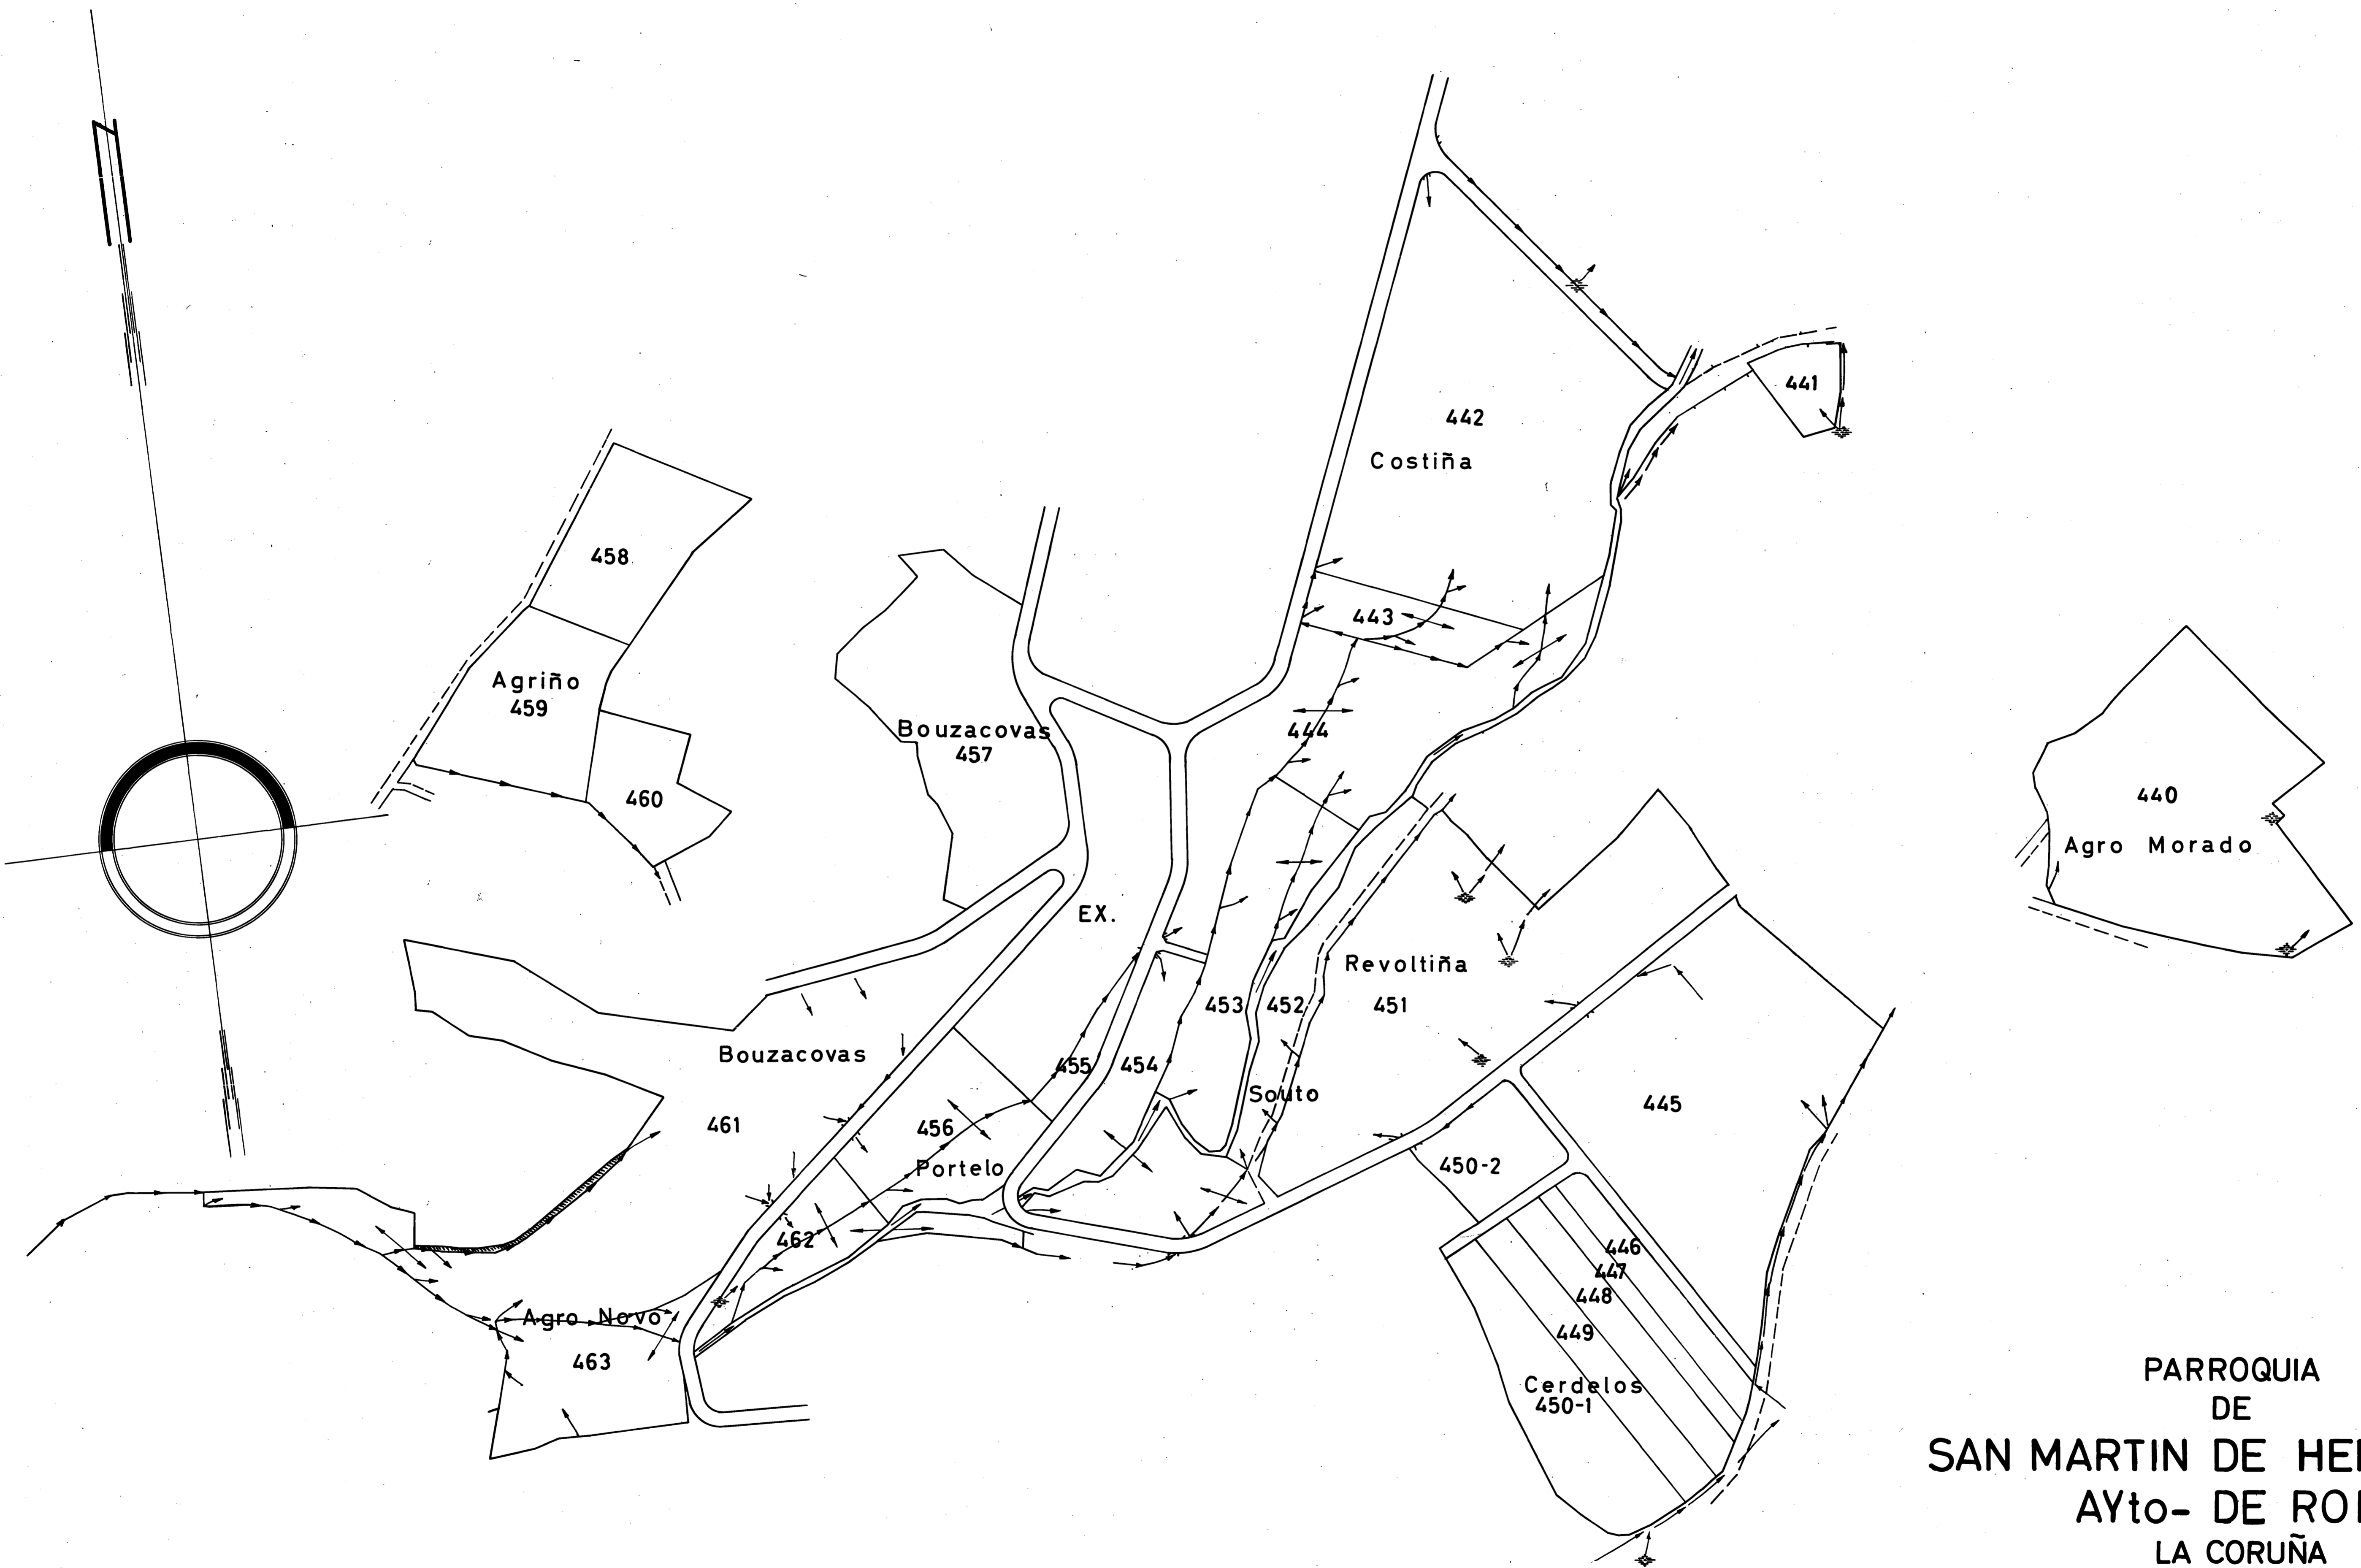 441
442
Costiña
458
443
Agriño
459
Bouzacovas
457
444
460
440
Agro Morado
EX.
Revoltiña
453
452
451
Bouzacovas
455
454
Souto
461
456
445
Portelo
450-2
462
446
447
448
Agro Novo
449
463
Cerdelos
450-1
PARROQUIA
DE
SAN MARTIN DE
AYto- DE
LA CORUÑA